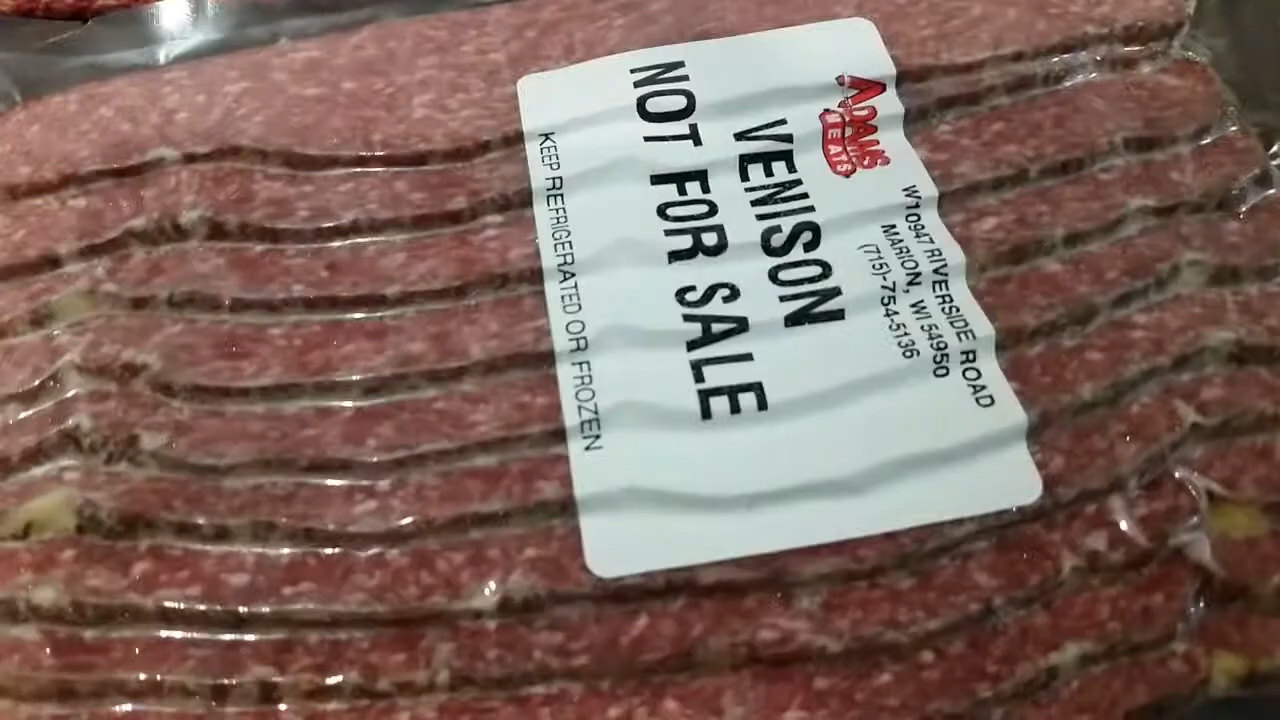 ADAMS
MEATS
W10947 RIVERSIDE ROAD
MARION, WI 54950
(715)-754-5136
VENISON
NOT FOR SALE
KEEP REFRIGERATED OR FROZEN